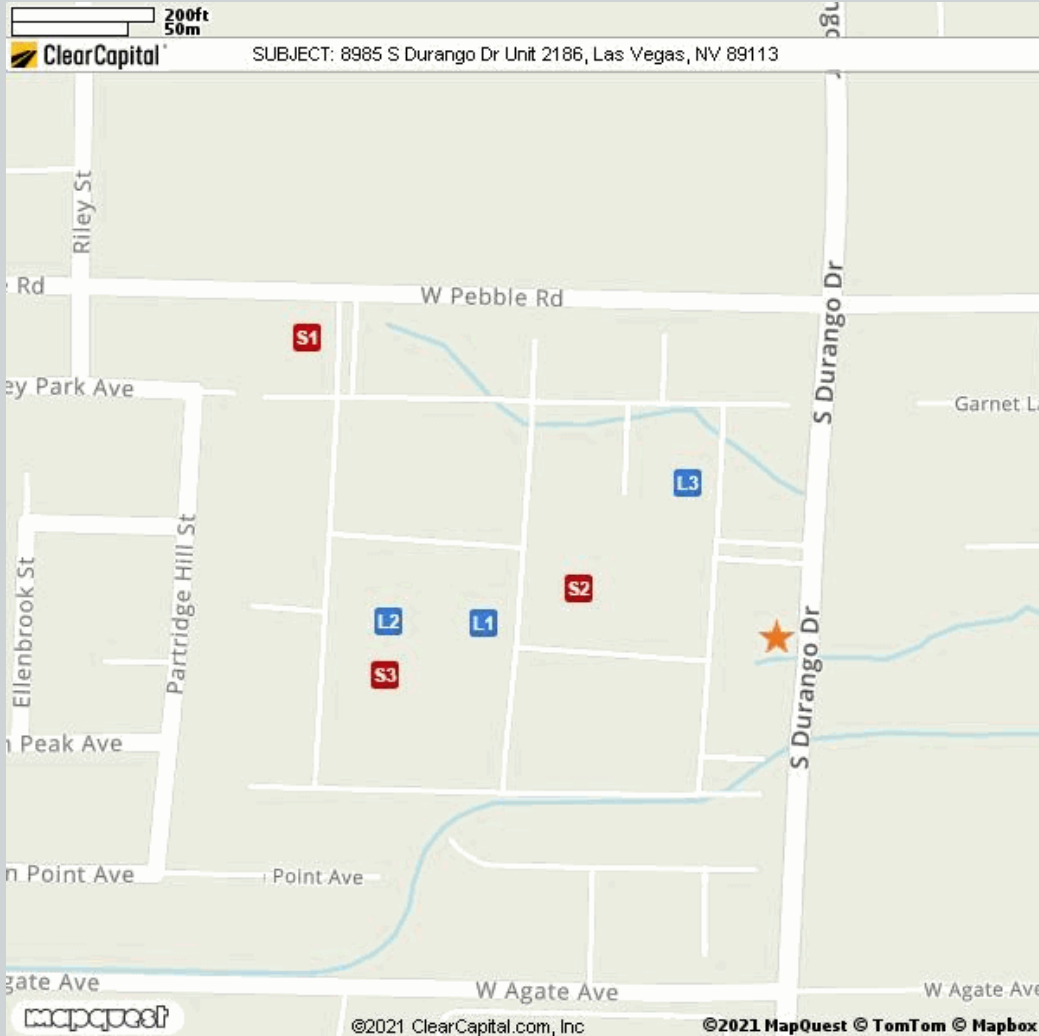 200ft
50m
ClearCapital
SUBJECT: 8985 S Durango Dr Unit 2186, Las Vegas, NV 89113
Riley St
Rd
W Pebble Rd
S Durango Dr
S1
ey Park Ave
Garnet L
L3
Partridge Hill St
Ellenbrook St
S2
L2
L1
S3
S Durango Dr
Peak Ave
n Point Ave
Point Ave
gate Ave
W Agate Ave
W Agate Ave
mapquest
©2021 ClearCapital.com, Inc
©2021 MapQuest © TomTom © Mapbox